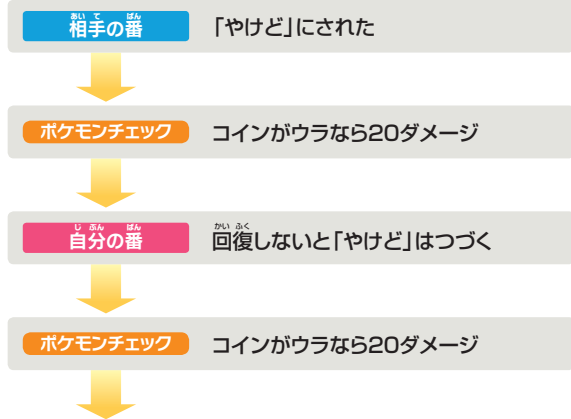 相手の番 「やけど」にされた
ポケモンチェック コインがウラなら20ダメージ
自分の番 回復しないと「やけど」はつづく
ポケモンチェック コインがウラなら20ダメージ